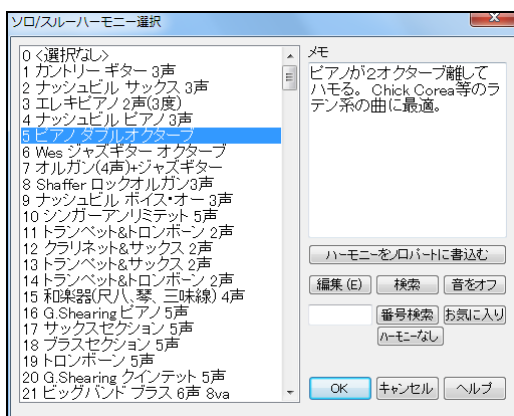 ソロ/スルーハーモニー選択
0 <選択なし>
1 カントリー ギター 3声
2 ナッシュビル サックス 3声
3 エレキピアノ 2声(3度)
4 ナッシュビル ピアノ 3声
5 ピアノ ダブルオクターブ
6 Wes ジャズギター オクターブ
7 オルガン(4声)+ジャズギター
8 Shaffer ロックオルガン3声
9 ナッシュビル ボイス・オー 3声
10 シンガーアンリミテット 5声
11 トランペット&トロンボーン 2声
12 クラリネット&サックス 2声
13 トランペット&サックス 2声
14 トランペット&トロンボーン 2声
15 和楽器(尺八、琴、三味線) 4声
16 G.Shearing ピアノ 5声
17 サックスセクション 5声
18 ブラスセクション 5声
19 トロンボーン 5声
20 G.Shearing クインテット 5声
21 ビッグバンド ブラス 6声 8va
メモ
ピアノが2オクターブ離して
ハモる。 Chick Corea等のラ
テン系の曲に最適。
ハーモニーをソロパートに書込む
編集(E) 検索 音をオフ
番号検索 お気に入り
ハーモニーなし
OK キャンセル ヘルプ